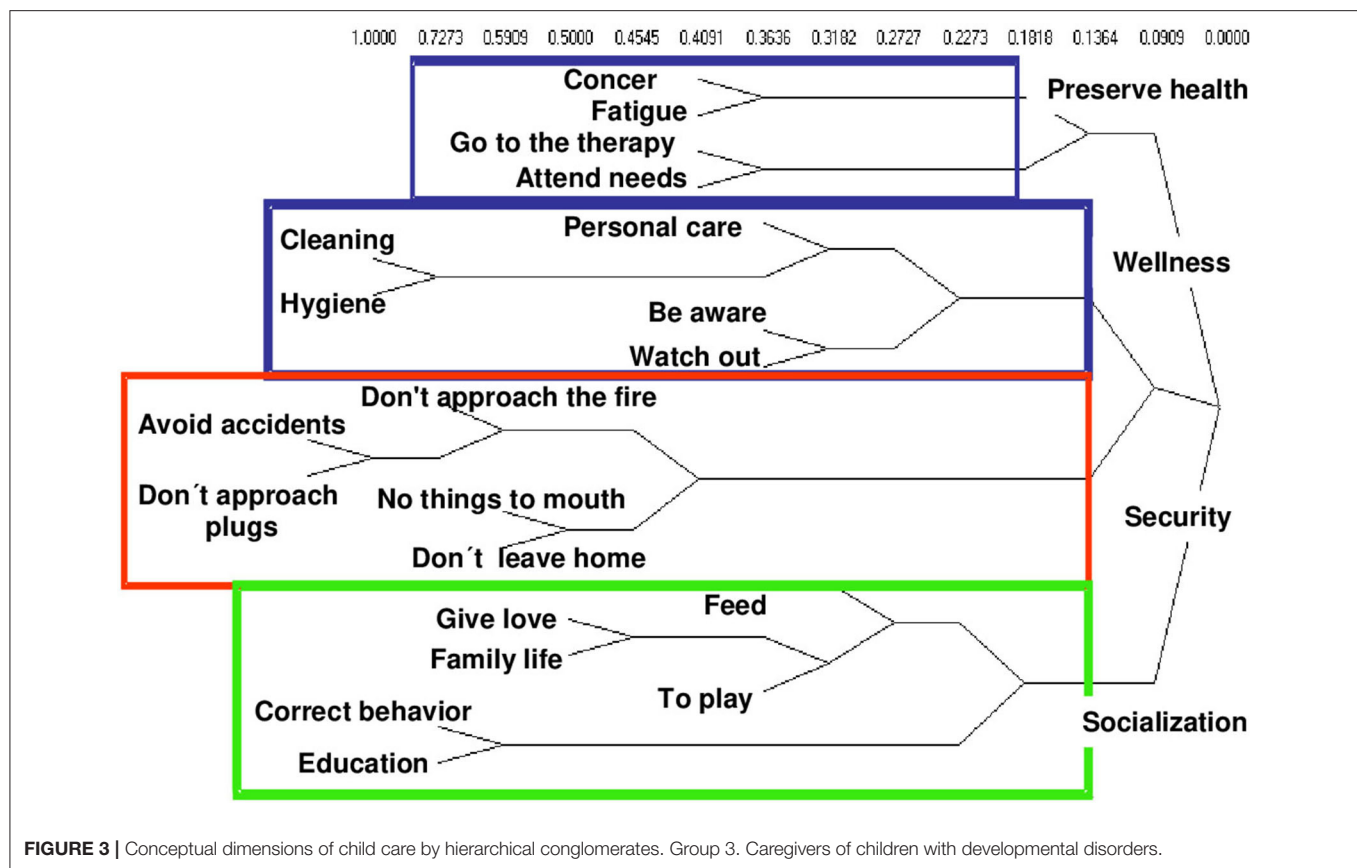 1.0000 0.7273 0.5909 0.5000 0.4545 0.4091 0.3636 0.3182 0.2727 0.2273 0.1818 0.1364 0.0909 0.0000
Concer
Preserve health
Fatigue
Go to the therapy
Attend needs
Personal care
Cleaning
Wellness
Hygiene
Be aware
Watch out
Don't approach the fire
Avoid accidents
Don´t approach
plugs
No things to mouth
Security
Don´t leave home
Feed
Give love
Family life
To play
Correct behavior
Socialization
Education
FIGURE 3 | Conceptual dimensions of child care by hierarchical conglomerates. Group 3. Caregivers of children with developmental disorders.